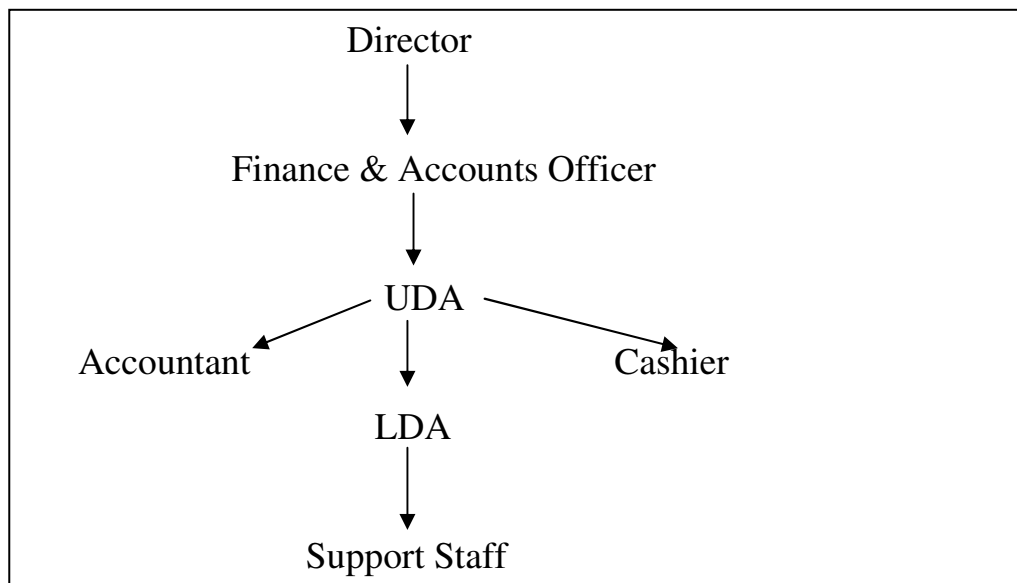 Director
Finance & Accounts Officer
UDA
Accountant
Cashier
LDA
Support Staff